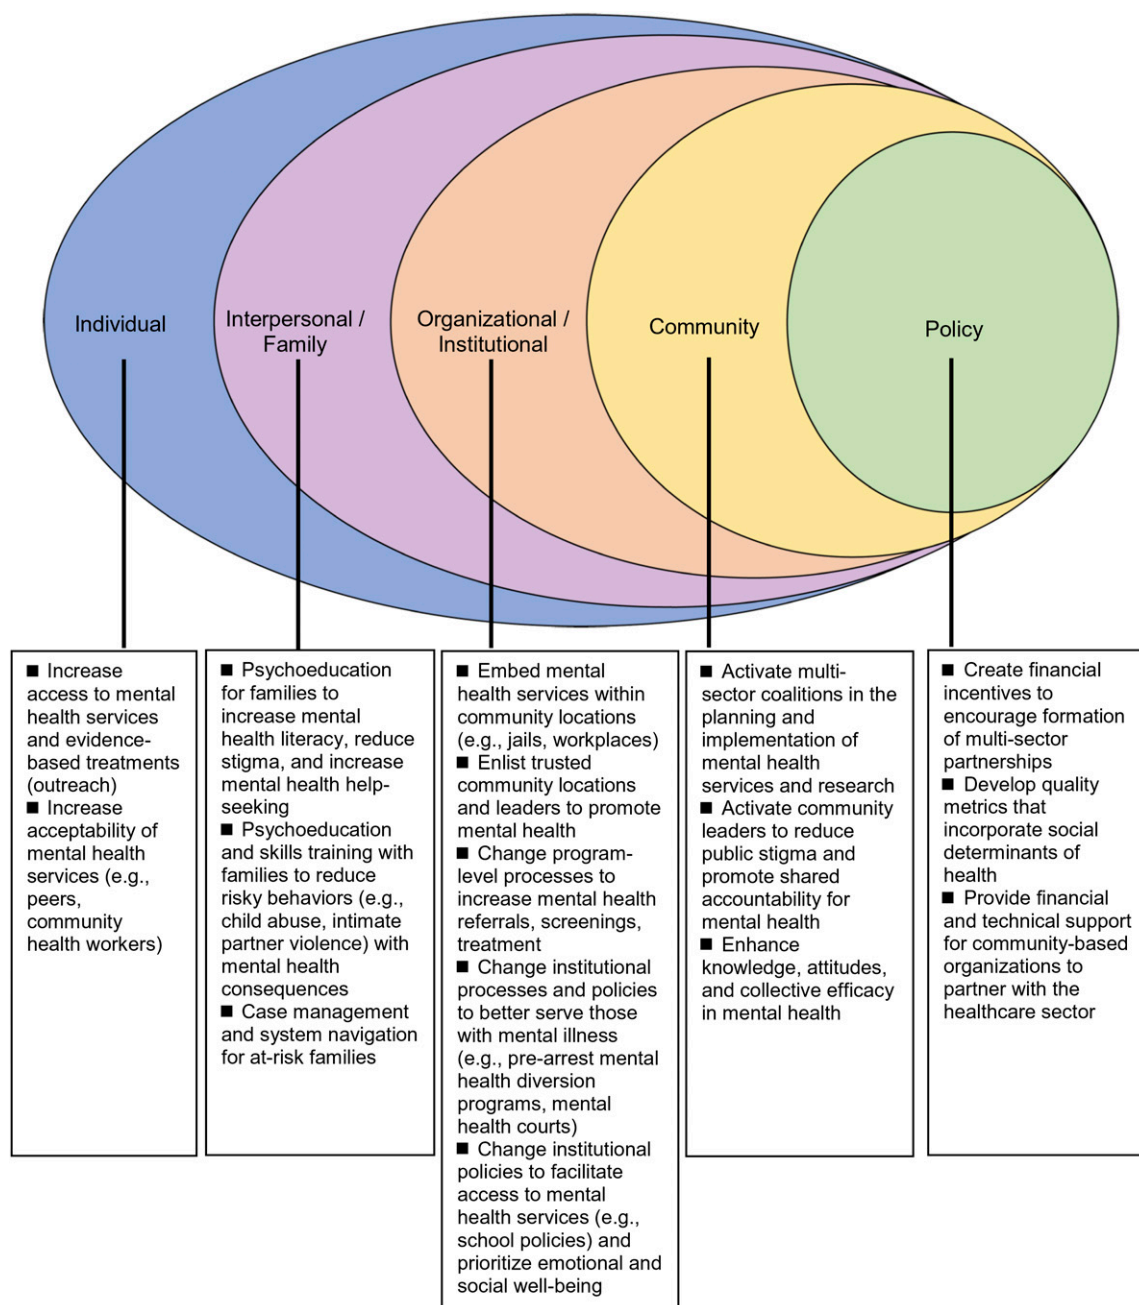 Individual
Interpersonal /
Family
Organizational /
Institutional
Community
Policy
■ Increase
access to mental
health services
and evidence-
based treatments
(outreach)
■ Increase
acceptability of
mental health
services (e.g.,
peers,
community
health workers)
■ Psychoeducation
for families to
increase mental
health literacy, reduce
stigma, and increase
mental health help-
seeking
■ Psychoeducation
and skills training with
families to reduce
risky behaviors (e.g.,
child abuse, intimate
partner violence) with
mental health
consequences
■ Case management
and system navigation
for at-risk families
■ Embed mental
health services within
community locations
(e.g., jails, workplaces)
■ Enlist trusted
community locations
and leaders to promote
mental health
■ Change program-
level processes to
increase mental health
referrals, screenings,
treatment
■ Change institutional
processes and policies
to better serve those
with mental illness
(e.g., pre-arrest mental
health diversion
programs, mental
health courts)
■ Change institutional
policies to facilitate
access to mental
health services (e.g.,
school policies) and
prioritize emotional and
social well-being
■ Activate multi-
sector coalitions in the
planning and
implementation of
mental health
services and research
■ Activate community
leaders to reduce
public stigma and
promote shared
accountability for
mental health
■ Enhance
knowledge, attitudes,
and collective efficacy
in mental health
■ Create financial
incentives to
encourage formation
of multi-sector
partnerships
■ Develop quality
metrics that
incorporate social
determinants of
health
■ Provide financial
and technical support
for community-based
organizations to
partner with the
healthcare sector